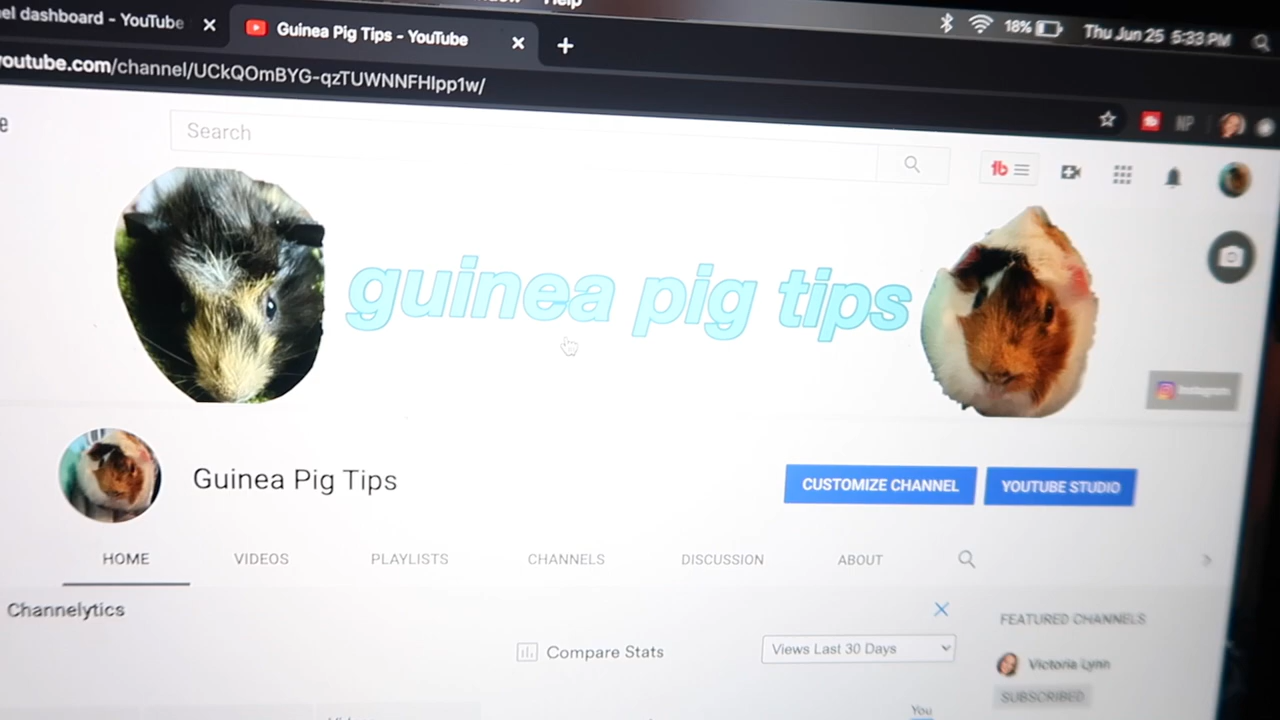 Help
el dashboard - YouTube
Guinea Pig Tips - YouTube
18%
Thu Jun 25 5:33 PM
outube.com/channel/UCkQOmBYG-qzTUWNNFHlpp1w/
NP
e
Search
guinea pig tips
Instagram
Guinea Pig Tips
CUSTOMIZE CHANNEL
YOUTUBE STUDIO
HOME VIDEOS PLAYLISTS CHANNELS DISCUSSION ABOUT
Channelytics
FEATURED CHANNELS
Compare Stats
Views Last 30 Days
Victoria Lynn
SUBSCRIBED
You